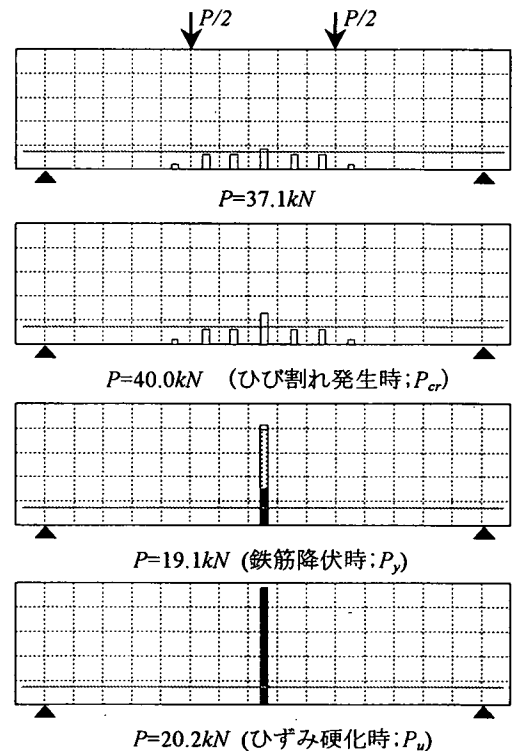 P/2 P/2
P=37.1kN
P=40.0kN (ひび割れ発生時;Pcr)
P=19.1kN (鉄筋降伏時;Py)
P=20.2kN (ひずみ硬化時;Pu)